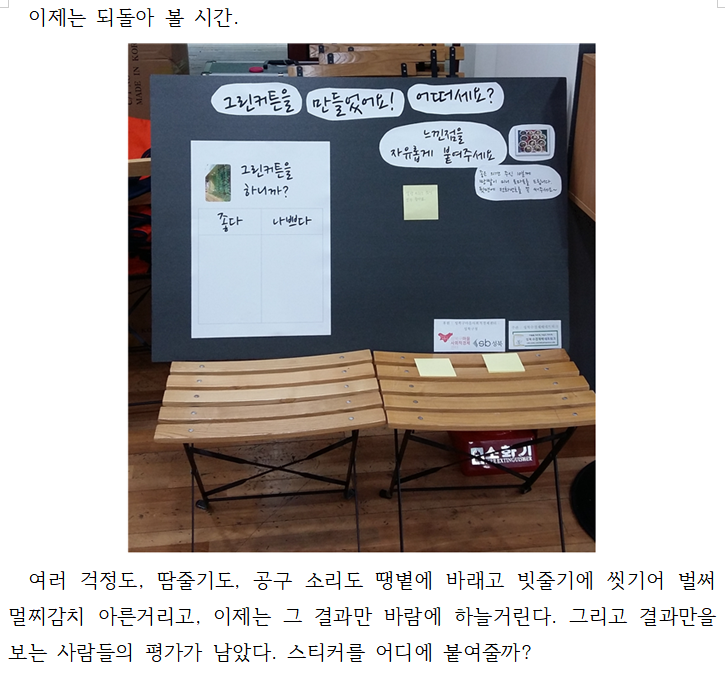 이제는 되돌아 볼 시간.
MADE IN KOR
그린커튼을 만들었어요! 어떠세요?
느낀점을
자유롭게 붙여주세요
그린커튼을
하니까?
좋다 나쁘다
성북
소화기
EXTINGUISHER
여러 걱정도, 땀줄기도, 공구 소리도 땡볕에 바래고 빗줄기에 씻기어 벌써
멀찌감치 아른거리고, 이제는 그 결과만 바람에 하늘거린다. 그리고 결과만을
보는 사람들의 평가가 남았다. 스티커를 어디에 붙여줄까?